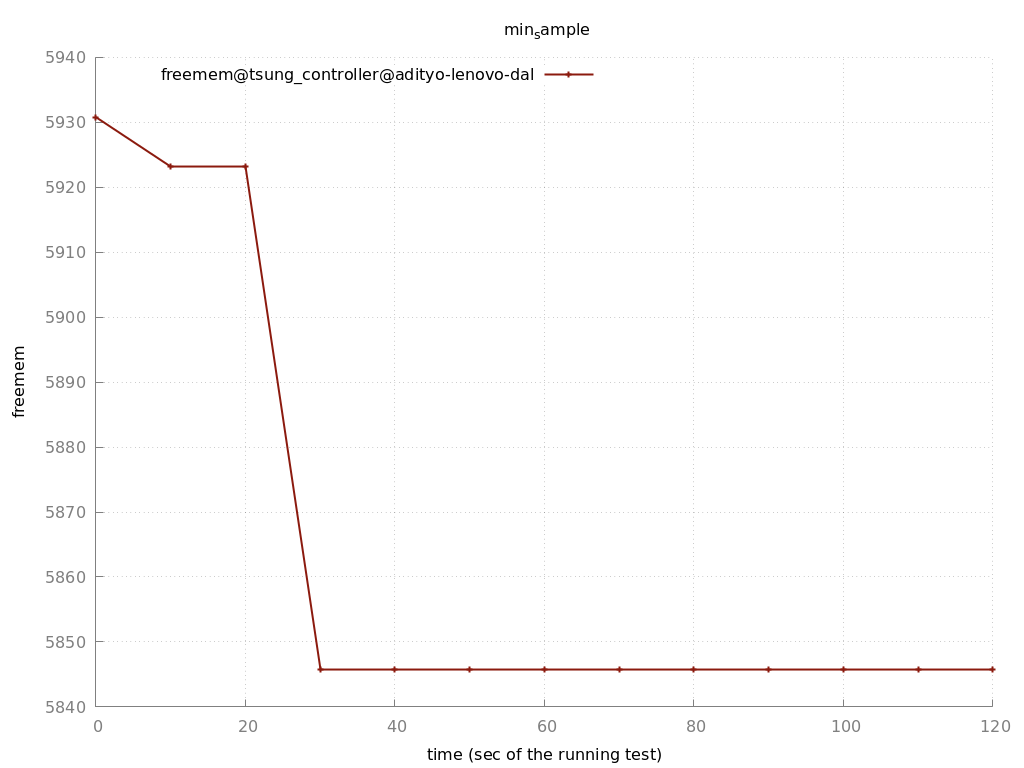 minsample
5940
freemem@tsung_controller@adityo-lenovo-dal
5930
5920
5910
5900
5890
5880
5870
5860
5850
5840
freemem
0 20 40 60 80 100 120
time (sec of the running test)